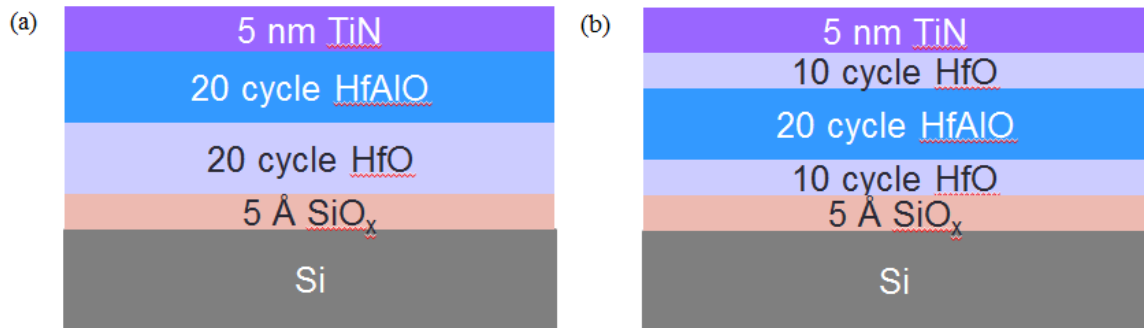 (a)
5 nm TiN
20 cycle HfAlO
20 cycle HfO
5 Å SiOₓ
Si
(b)
5 nm TiN
10 cycle HfO
20 cycle HfAlO
10 cycle HfO
5 Å SiOₓ
Si